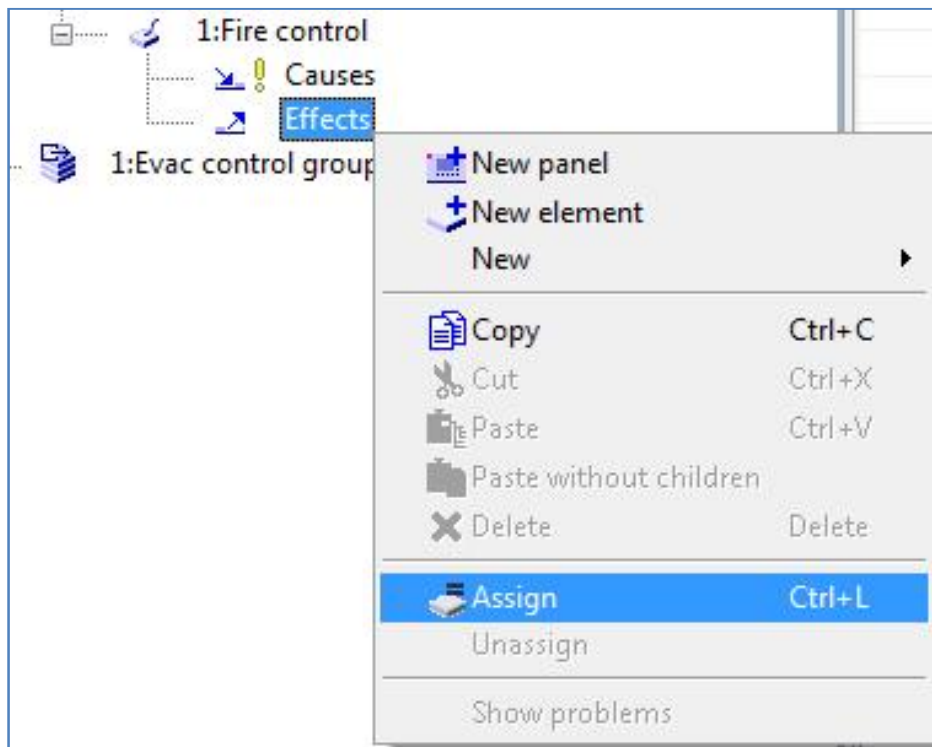 1:Fire control
Causes
Effects
1:Evac control group
New panel
New element
New
Copy Ctrl+C
Cut Ctrl+X
Paste Ctrl+V
Paste without children
Delete Delete
Assign Ctrl+L
Unassign
Show problems